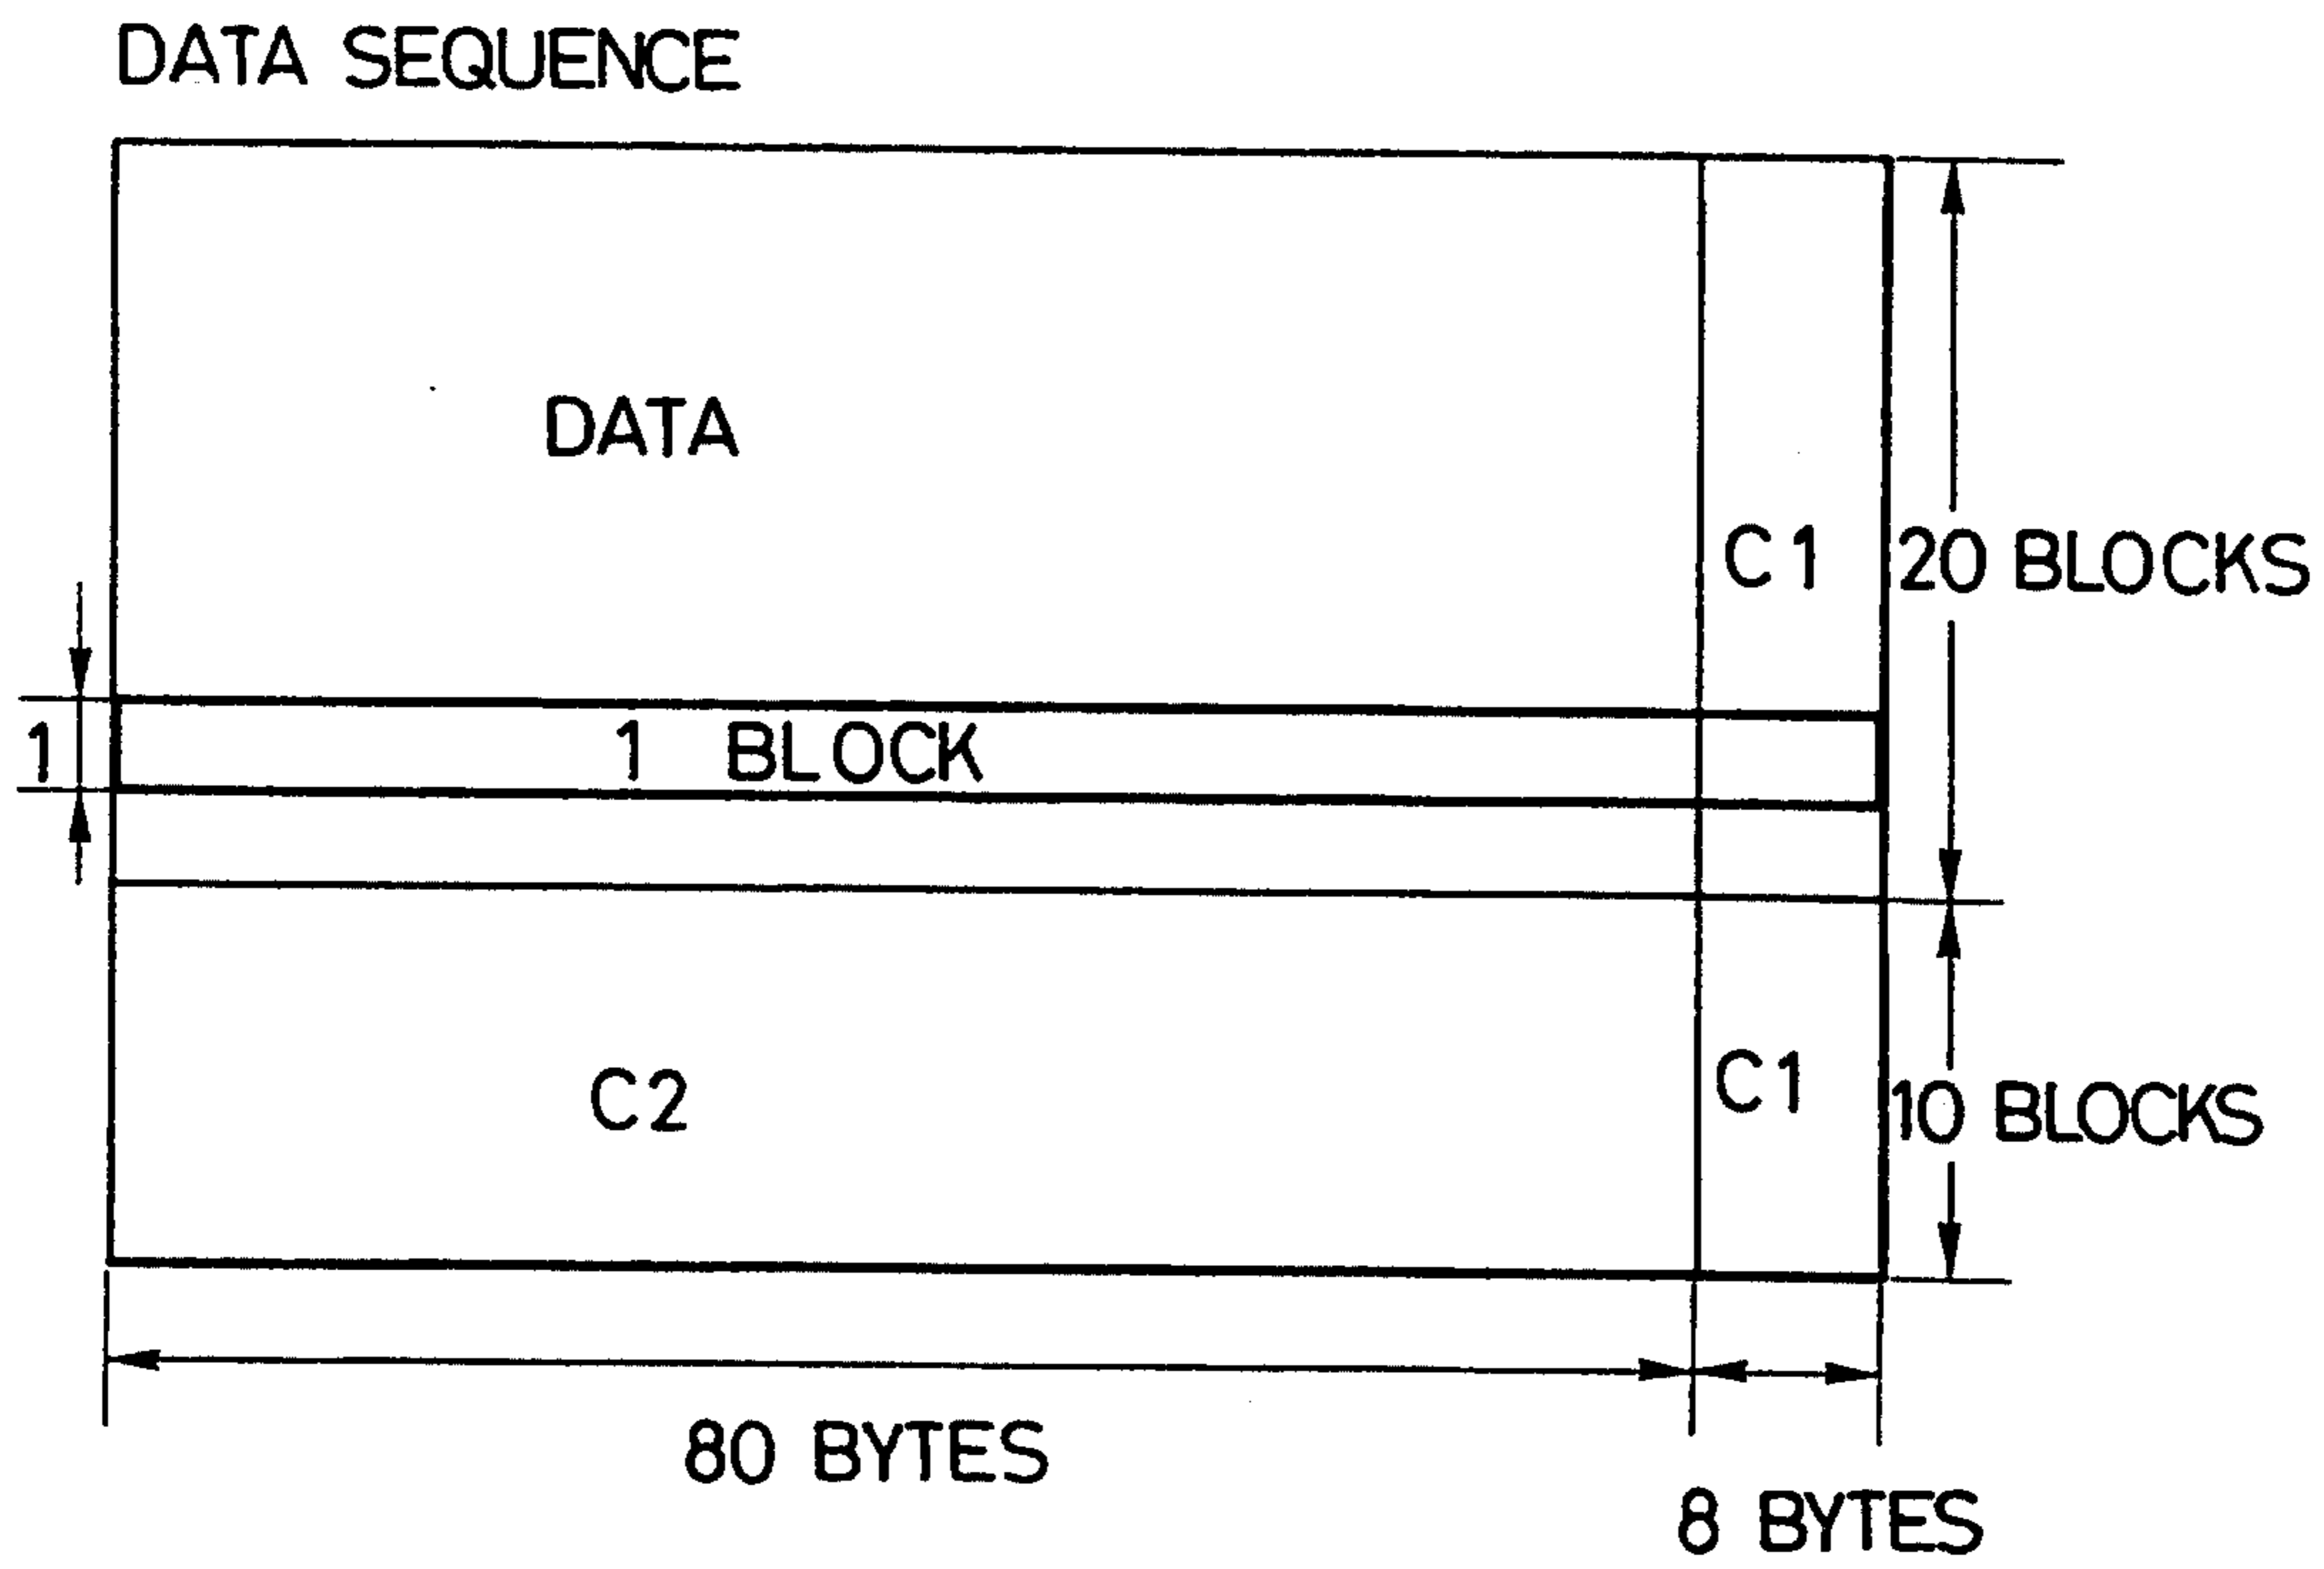 DATA SEQUENCE
DATA
C1
20 BLOCKS
1
1 BLOCK
C2
C1
10 BLOCKS
80 BYTES
8 BYTES